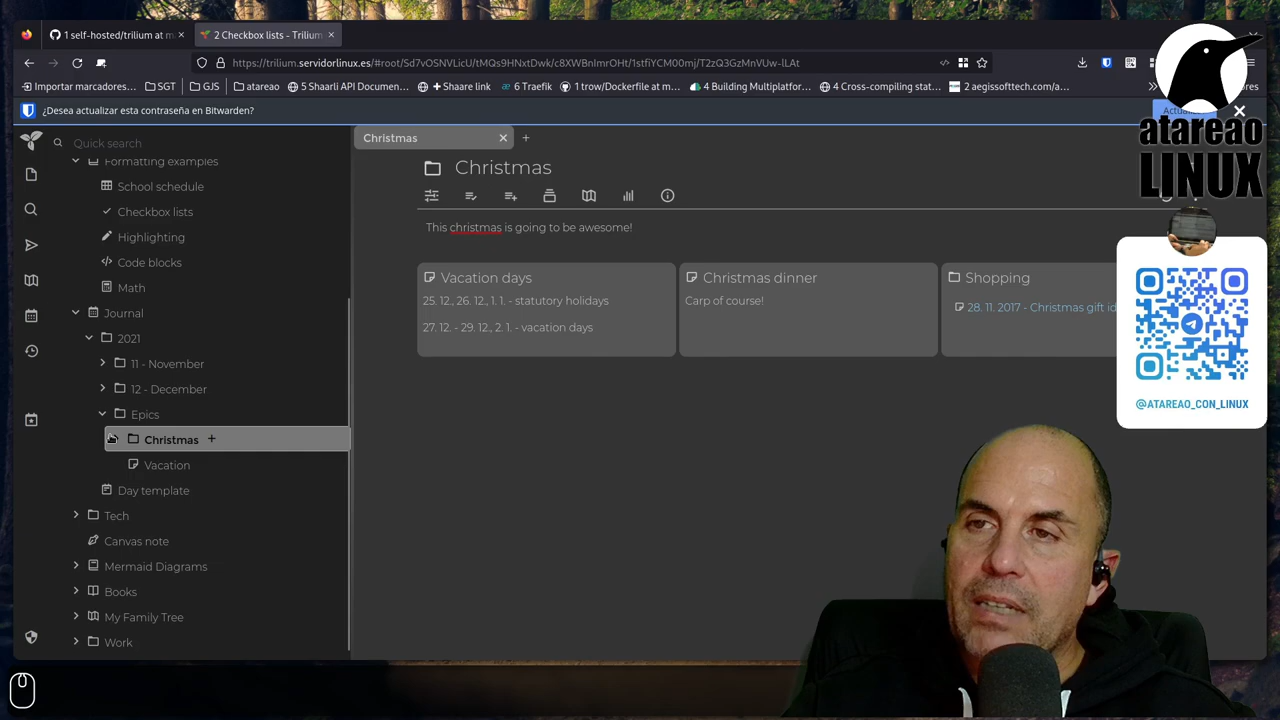 1 self-hosted/trilium at m
2 Checkbox lists - Trilium
https://trilium.servidorlinux.es/#root/Sd7vOSNVLicU/tMQs9HNxtDwk/c8XWBnImrOHt/1stfiYCM00mj/T2zQ3GzMnVUw-lLAt
Importar marcadores…
SGT
GJS
atareao
5 Shaarli API Documen…
Share link
6 Traefik
1 trow/Dockerfile at m…
4 Building Multiplatfor…
4 Cross-compiling stat…
2 aegissofttech.com/a…
¿Desea actualizar esta contraseña en Bitwarden?
atareao
LINUX
Quick search
Christmas
Formatting examples
School schedule
Checkbox lists
Highlighting
Code blocks
Math
Journal
2021
11 - November
12 - December
Epics
Christmas
Vacation
Day template
Tech
Canvas note
Mermaid Diagrams
Books
My Family Tree
Work
Christmas
This christmas is going to be awesome!
Vacation days
25. 12., 26. 12., 1. 1. - statutory holidays
27. 12. - 29. 12., 2. 1. - vacation days
Christmas dinner
Carp of course!
Shopping
28. 11. 2017 - Christmas gift id
@ATAREAO_CON_LINUX